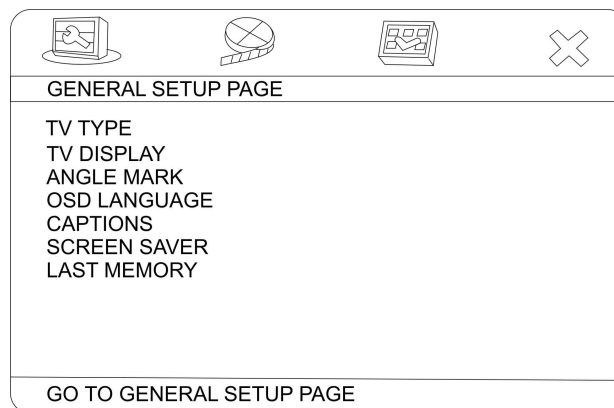 GENERAL SETUP PAGE
TV TYPE
TV DISPLAY
ANGLE MARK
OSD LANGUAGE
CAPTIONS
SCREEN SAVER
LAST MEMORY
GO TO GENERAL SETUP PAGE